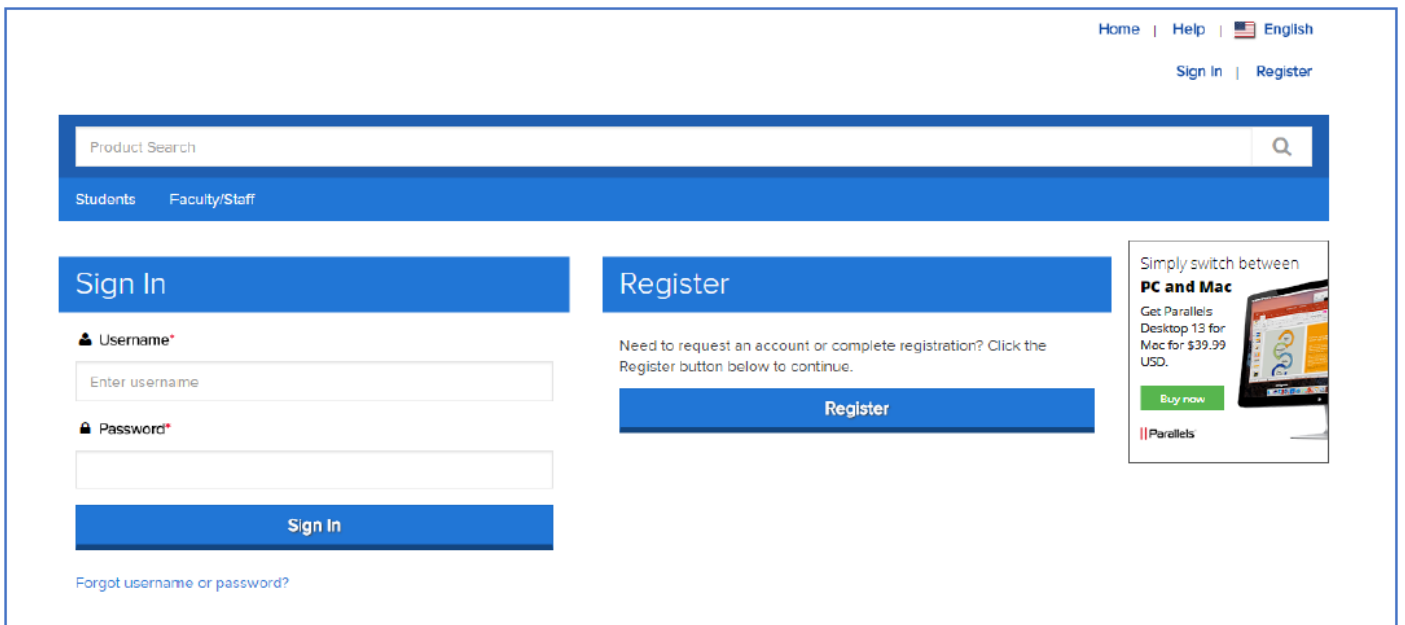 Home | Help | English
Sign In | Register
Product Search
Students Faculty/Staff
Sign In
Username*
Enter username
Password*
Sign In
Forgot username or password?
Register
Need to request an account or complete registration? Click the
Register button below to continue.
Register
Simply switch between
PC and Mac
Get Parallels
Desktop 13 for
Mac for $39.99
USD.
Buy now
|| Parallels